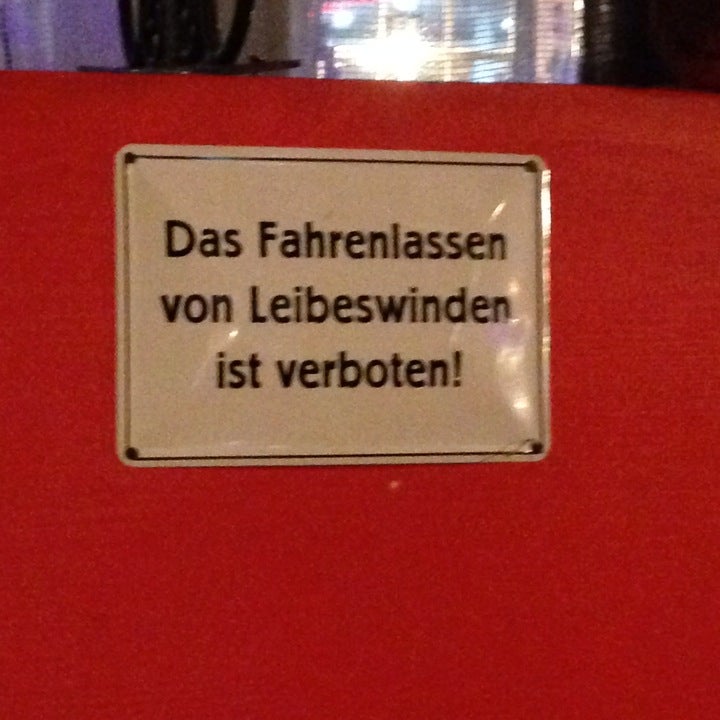 Das Fahrenlassen
von Leibeswinden
ist verboten!